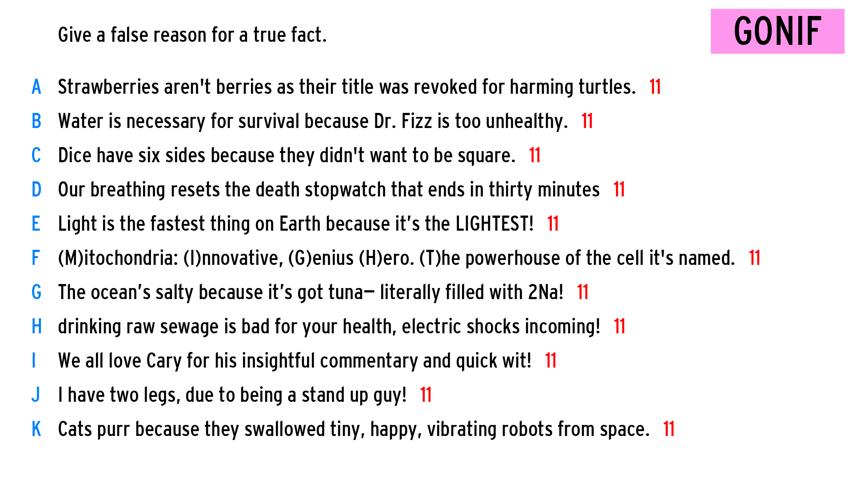 Give a false reason for a true fact.
GONIF
A Strawberries aren't berries as their title was revoked for harming turtles. 11
B Water is necessary for survival because Dr. Fizz is too unhealthy. 11
C Dice have six sides because they didn't want to be square. 11
D Our breathing resets the death stopwatch that ends in thirty minutes 11
E Light is the fastest thing on Earth because it’s the LIGHTEST! 11
F (M)itochondria: (I)nnovative, (G)enius (H)ero. (T)he powerhouse of the cell it's named. 11
G The ocean’s salty because it’s got tuna— literally filled with 2Na! 11
H drinking raw sewage is bad for your health, electric shocks incoming! 11
I We all love Cary for his insightful commentary and quick wit! 11
J I have two legs, due to being a stand up guy! 11
K Cats purr because they swallowed tiny, happy, vibrating robots from space. 11